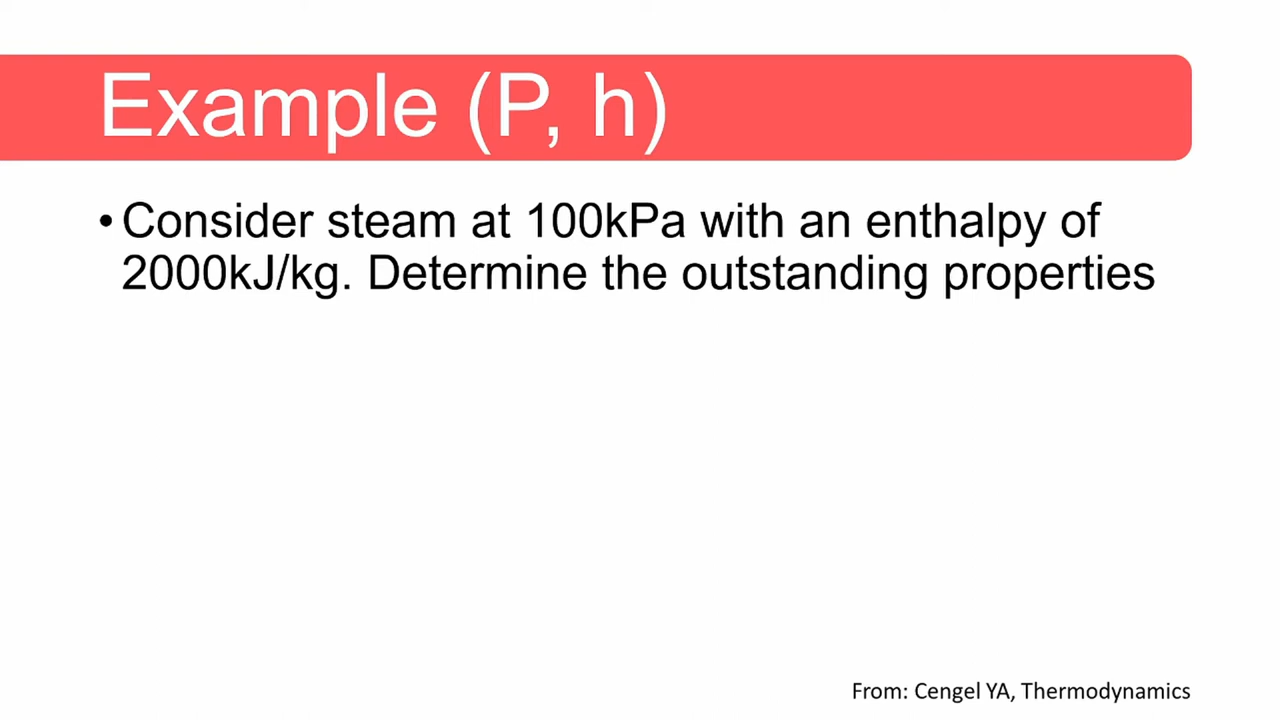 Example (P, h)
•Consider steam at 100kPa with an enthalpy of
2000kJ/kg. Determine the outstanding properties
From: Cengel YA, Thermodynamics